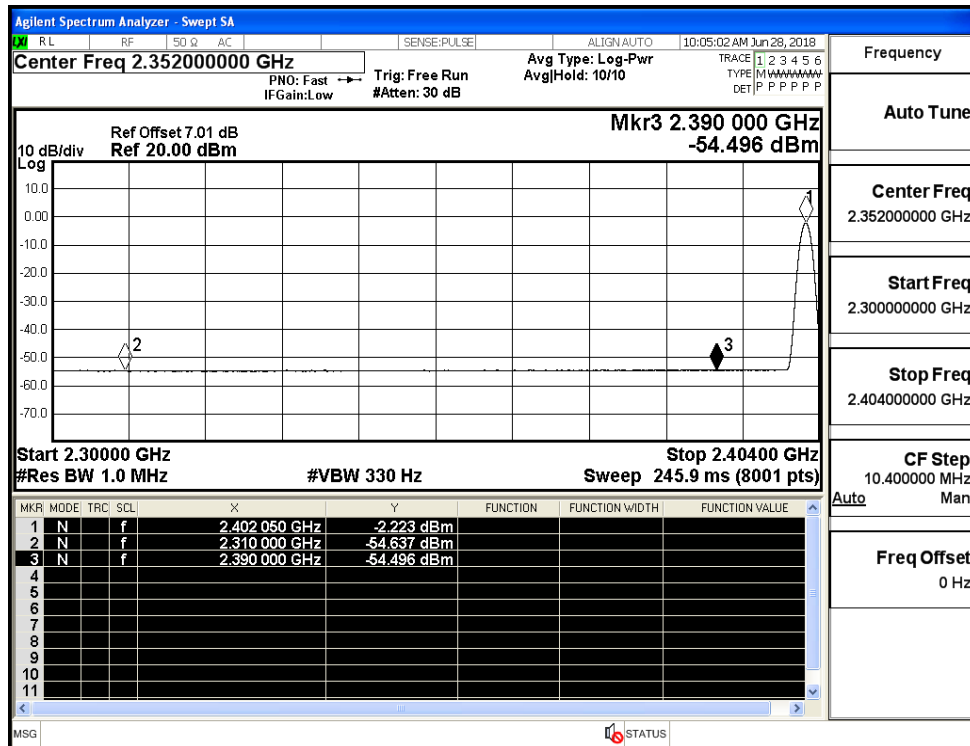 Agilent Spectrum Analyzer - Swept SA
LXI RL RF 50 Ω AC SENSE:PULSE ALIGN AUTO 10:05:02 AM Jun 28, 2018
Center Freq 2.352000000 GHz
PNO: Fast
IFGain:Low
Trig: Free Run
#Atten: 30 dB
Avg Type: Log-Pwr
Avg|Hold: 10/10
TRACE 1 2 3 4 5 6
TYPE M W W W W W
DET P P P P P P
Ref Offset 7.01 dB
Ref 20.00 dBm
10 dB/div
Log
Mkr3 2.390 000 GHz
-54.496 dBm
10.0
0.00
-10.0
-20.0
-30.0
-40.0
-50.0
-60.0
-70.0
1
2
3
Start 2.30000 GHz Stop 2.40400 GHz
#Res BW 1.0 MHz #VBW 330 Hz Sweep 245.9 ms (8001 pts)
MKR MODE TRC SCL X Y FUNCTION FUNCTION WIDTH FUNCTION VALUE
1 N f 2.402 050 GHz -2.223 dBm
2 N f 2.310 000 GHz -54.637 dBm
3 N f 2.390 000 GHz -54.496 dBm
4
5
6
7
8
9
10
11
MSG STATUS
Frequency
Auto Tune
Center Freq
2.352000000 GHz
Start Freq
2.300000000 GHz
Stop Freq
2.404000000 GHz
CF Step
10.400000 MHz
Auto Man
Freq Offset
0 Hz